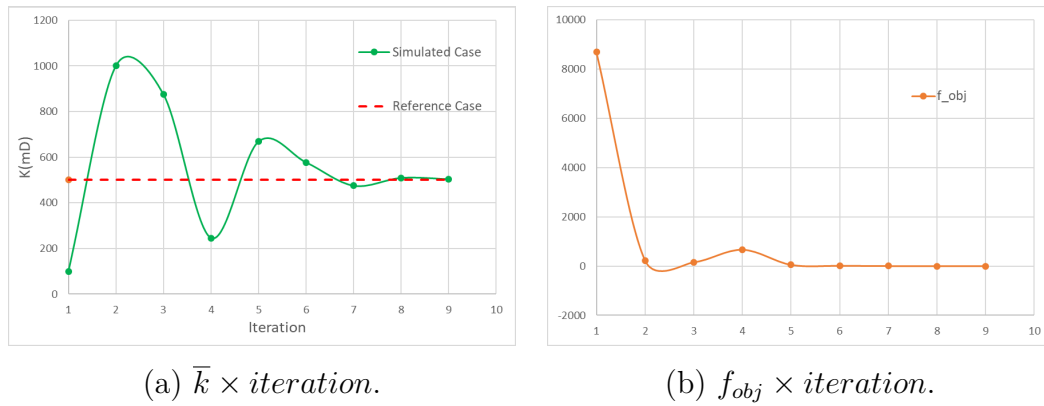 1200
1000
800
600
400
200
0
K(mD)
Simulated Case
Reference Case
1 2 3 4 5 6 7 8 9 10
Iteration
(a) k̅ × iteration.
10000
8000
6000
4000
2000
0
-2000
f_obj
1 2 3 4 5 6 7 8 9 10
(b) f_{obj} × iteration.